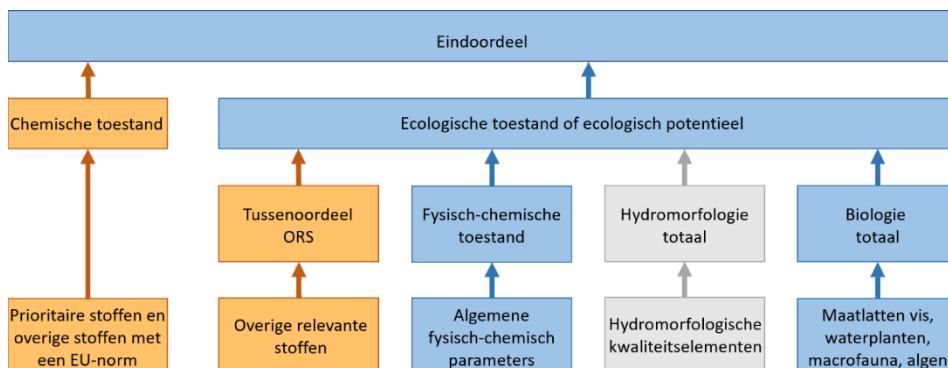 Eindoordeel
Chemische toestand
Ecologische toestand of ecologisch potentieel
Tussenoordeel
ORS
Fysisch-chemische
toestand
Hydromorfologie
totaal
Biologie
totaal
Prioritaire stoffen en
overige stoffen met
een EU-norm
Overige relevante
stoffen
Algemene
fysisch-chemisch
parameters
Hydromorfologische
kwaliteitselementen
Maatlatten vis,
waterplanten,
macrofauna, algen